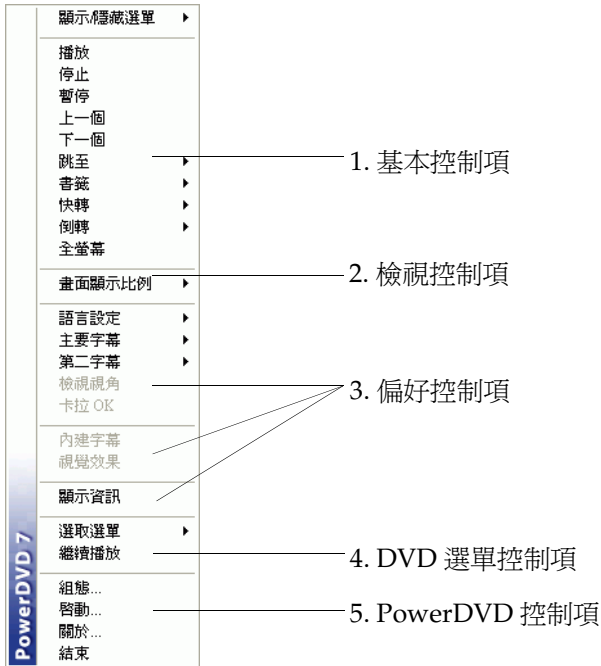 顯示/隱藏選單
播放
停止
暫停
上一個
下一個
跳至
書籤
快轉
倒轉
全螢幕
畫面顯示比例
語言設定
主要字幕
第二字幕
檢視視角
卡拉 OK
內建字幕
視覺效果
顯示資訊
選取選單
繼續播放
組態...
啓動...
關於...
結束
PowerDVD 7
1. 基本控制項
2. 檢視控制項
3. 偏好控制項
4. DVD 選單控制項
5. PowerDVD 控制項